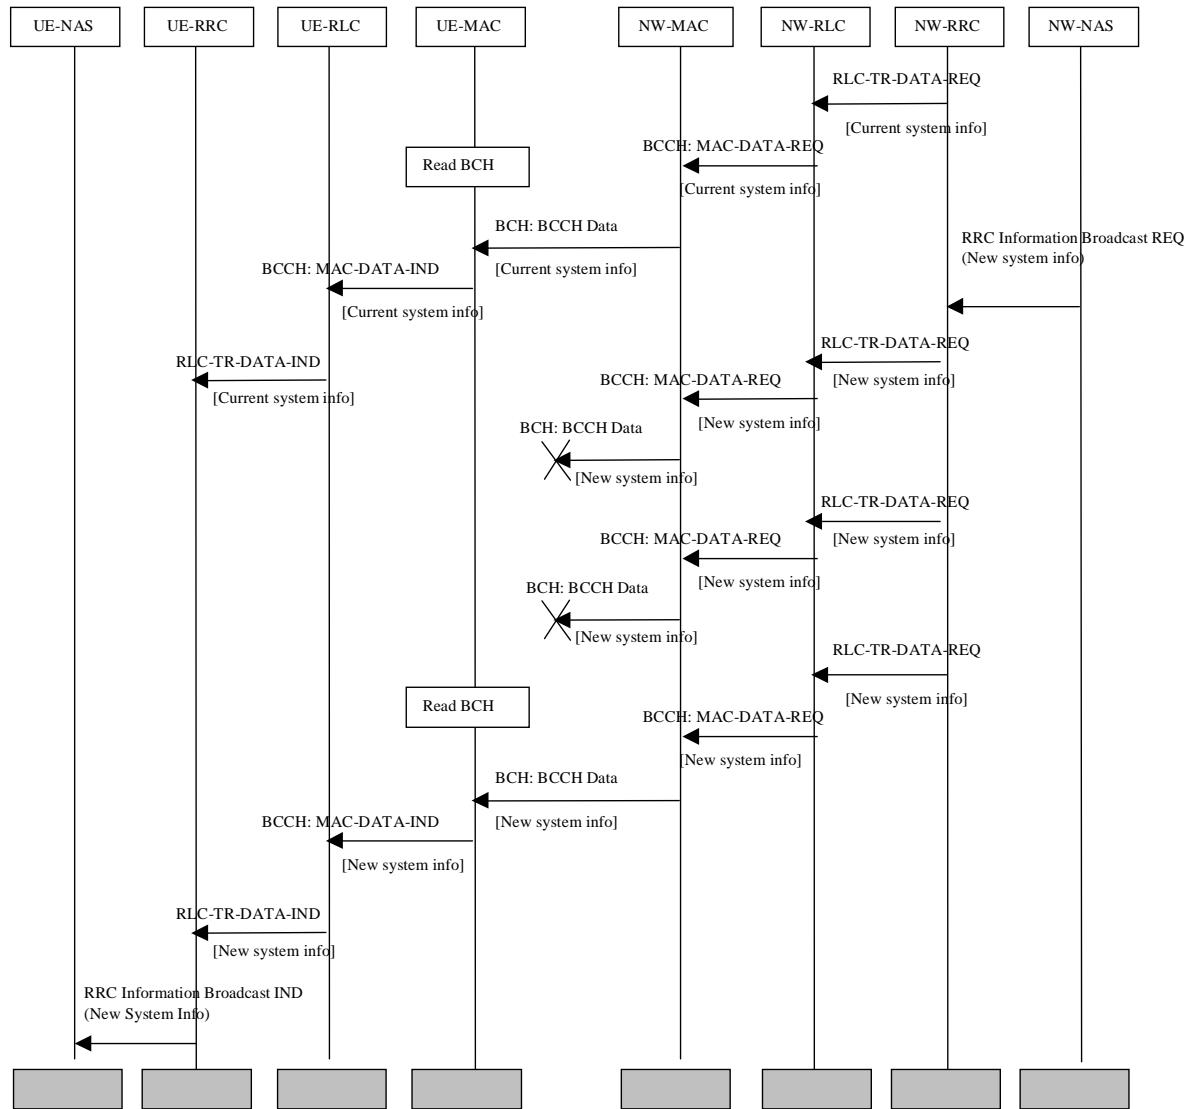 UE-NAS
UE-RRC
UE-RLC
UE-MAC
NW-MAC
NW-RLC
NW-RRC
NW-NAS
RLC-TR-DATA-REQ
[Current system info]
BCCH: MAC-DATA-REQ
Read BCH
[Current system info]
BCH: BCCH Data
RRC Information Broadcast REQ
(New system info)
[Current system info]
BCCH: MAC-DATA-IND
[Current system info]
RLC-TR-DATA-REQ
RLC-TR-DATA-IND
[New system info]
BCCH: MAC-DATA-REQ
[Current system info]
[New system info]
BCH: BCCH Data
[New system info]
RLC-TR-DATA-REQ
[New system info]
BCCH: MAC-DATA-REQ
[New system info]
BCH: BCCH Data
[New system info]
RLC-TR-DATA-REQ
[New system info]
Read BCH
BCCH: MAC-DATA-REQ
[New system info]
BCH: BCCH Data
[New system info]
BCCH: MAC-DATA-IND
[New system info]
RLC-TR-DATA-IND
[New system info]
RRC Information Broadcast IND
(New System Info)